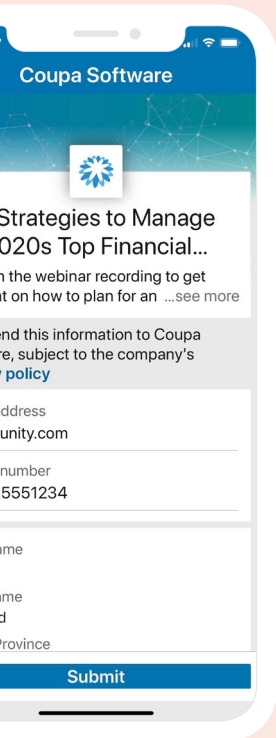 Coupa Software
Strategies to Manage
020s Top Financial...
the webinar recording to get
on how to plan for an ...see more
end this information to Coupa
re, subject to the company's
policy
ddress
unity.com
number
5551234
ame
ame
d
Province
Submit